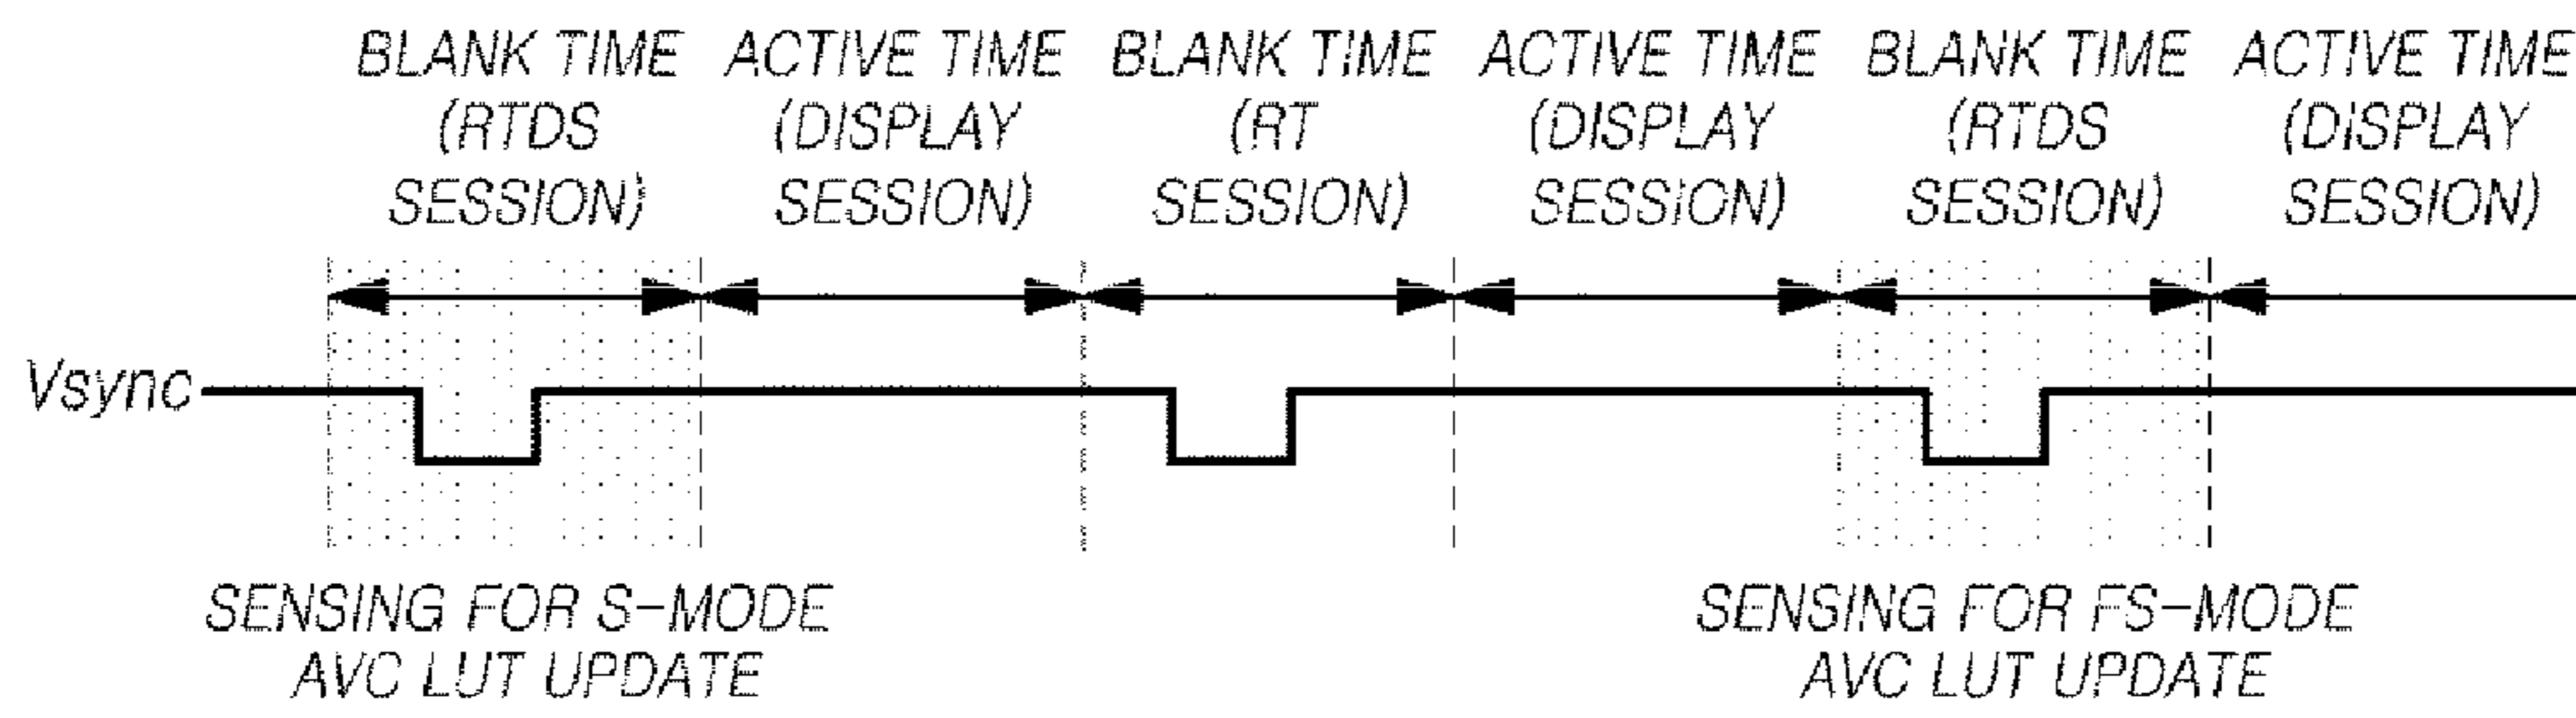 BLANK TIME ACTIVE TIME BLANK TIME ACTIVE TIME BLANK TIME ACTIVE TIME
(RTDS (DISPLAY (RT (DISPLAY (RTDS (DISPLAY
SESSION) SESSION) SESSION) SESSION) SESSION) SESSION)
Vsync
SENSING FOR S-MODE SENSING FOR FS-MODE
AVC LUT UPDATE AVC LUT UPDATE